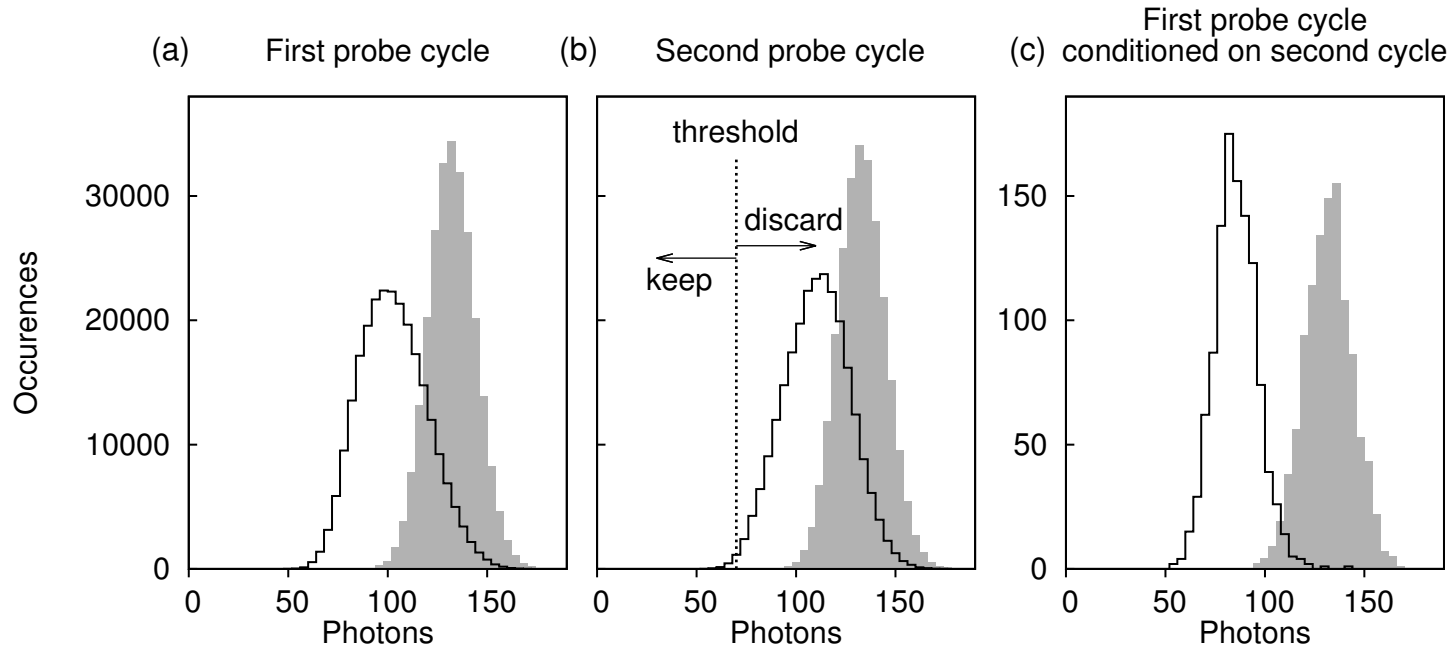 (a) First probe cycle
(b) Second probe cycle
(c) First probe cycle
conditioned on second cycle
Occurences
30000
20000
10000
0
0 50 100 150
Photons
threshold
discard
keep
0 50 100 150
Photons
150
100
50
0
0 50 100 150
Photons